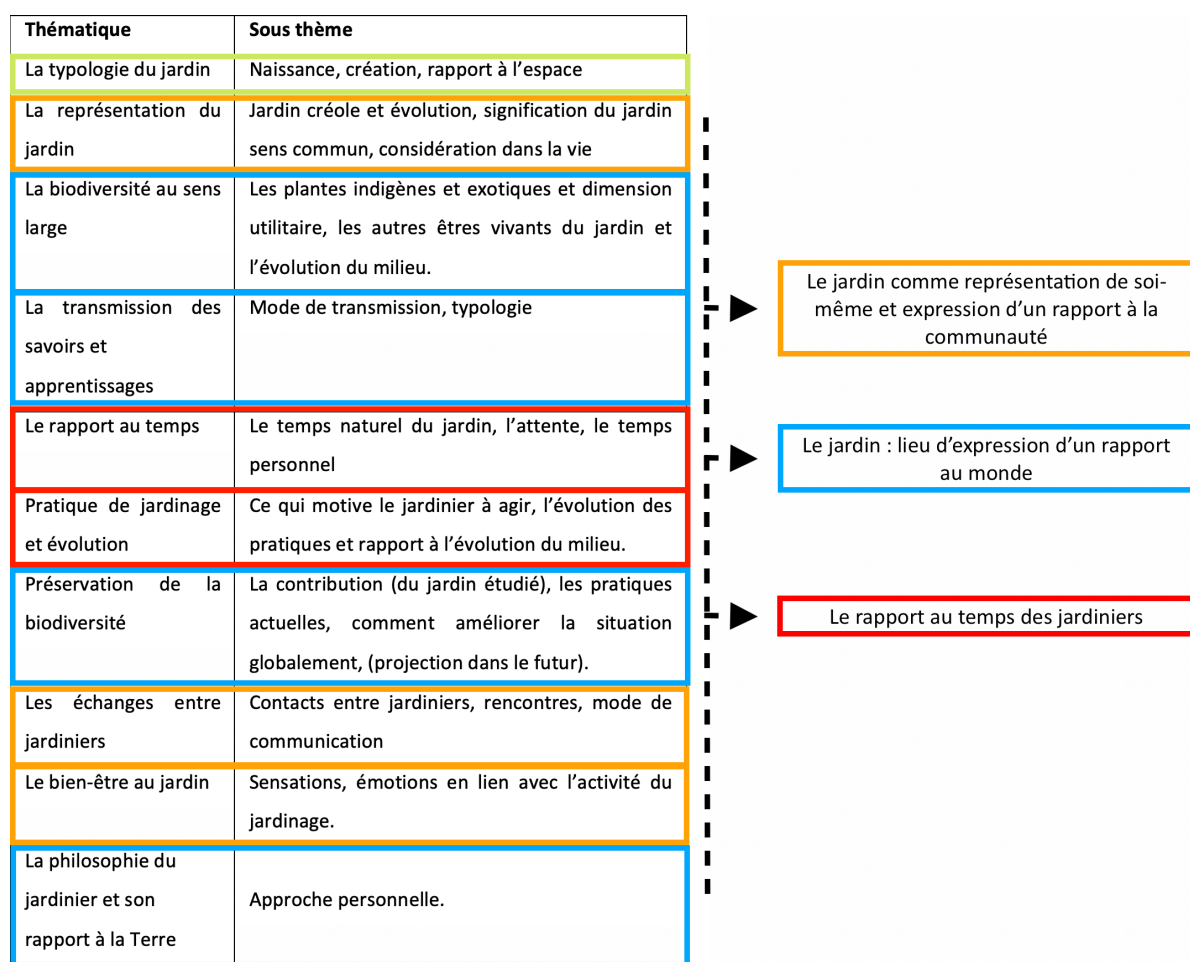 Thématique
Sous thème
La typologie du jardin
Naissance, création, rapport à l’espace
La représentation du
jardin
Jardin créole et évolution, signification du jardin
sens commun, considération dans la vie
La biodiversité au sens
large
Les plantes indigènes et exotiques et dimension
utilitaire, les autres êtres vivants du jardin et
l’évolution du milieu.
La transmission des
savoirs et
apprentissages
Mode de transmission, typologie
Le rapport au temps
Le temps naturel du jardin, l’attente, le temps
personnel
Pratique de jardinage
et évolution
Ce qui motive le jardinier à agir, l’évolution des
pratiques et rapport à l’évolution du milieu.
Préservation de la
biodiversité
La contribution (du jardin étudié), les pratiques
actuelles, comment améliorer la situation
globalement, (projection dans le futur).
Les échanges entre
jardiniers
Contacts entre jardiniers, rencontres, mode de
communication
Le bien-être au jardin
Sensations, émotions en lien avec l’activité du
jardinage.
La philosophie du
jardinier et son
rapport à la Terre
Approche personnelle.
Le jardin comme représentation de soi-
même et expression d’un rapport à la
communauté
Le jardin : lieu d’expression d’un rapport
au monde
Le rapport au temps des jardiniers